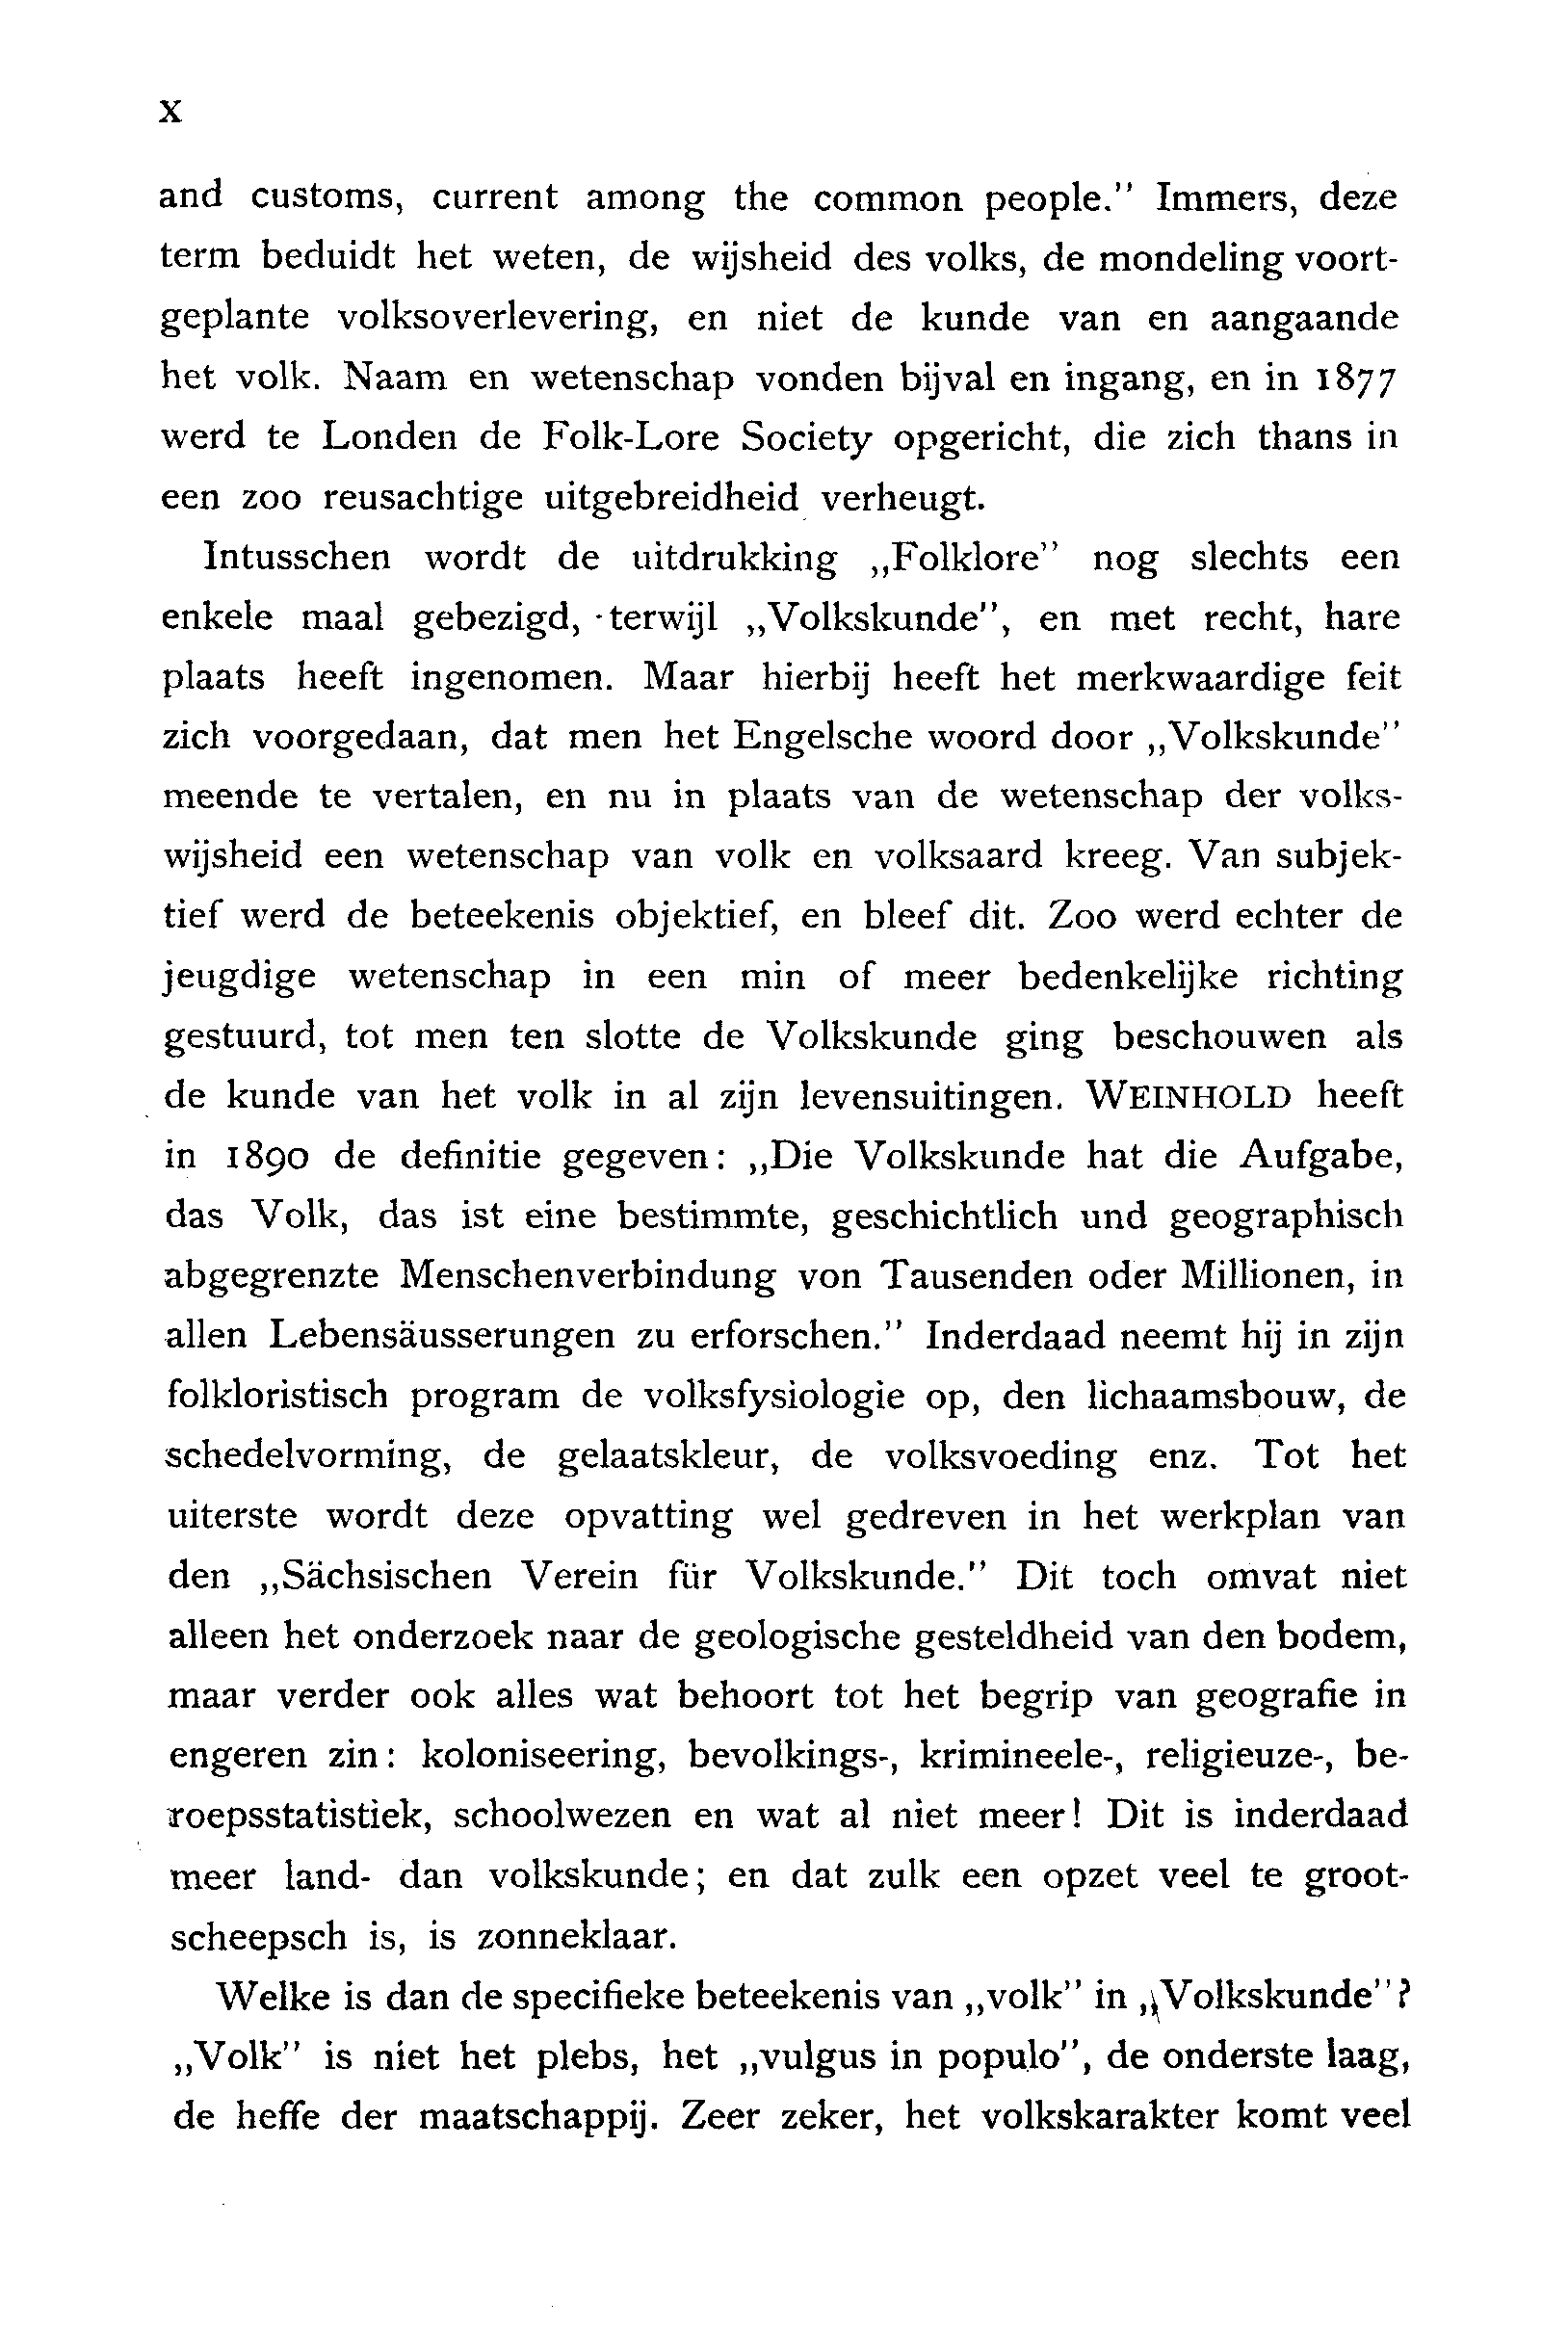 x
and customs, current among the common people.” Immers, deze
term beduidt het weten, de wijsheid des volks, de mondeling voort-
geplante volksoverlevering, en niet de kunde van en aangaande
het volk. Naam en wetenschap vonden bijval en ingang, en in 1877
werd te Londen de Folk-Lore Society opgericht, die zich thans in
een zoo reusachtige uitgebreidheid verheugt.
Intusschen wordt de uitdrukking „Folklore” nog slechts een
enkele maal gebezigd, terwijl „Volkskunde”, en met recht, hare
plaats heeft ingenomen. Maar hierbij heeft het merkwaardige feit
zich voorgedaan, dat men het Engelsche woord door „Volkskunde”
meende te vertalen, en nu in plaats van de wetenschap der volks-
wijsheid een wetenschap van volk en volksaard kreeg. Van subjek-
tief werd de beteekenis objektief, en bleef dit. Zoo werd echter de
jeugdige wetenschap in een min of meer bedenkelijke richting
gestuurd, tot men ten slotte de Volkskunde ging beschouwen als
de kunde van het volk in al zijn levensuitingen. WEINHOLD heeft
in 1890 de definitie gegeven: „Die Volkskunde hat die Aufgabe,
das Volk, das ist eine bestimmte, geschichtlich und geographisch
abgegrenzte Menschenverbindung von Tausenden oder Millionen, in
allen Lebensäusserungen zu erforschen.” Inderdaad neemt hij in zijn
folkloristisch program de volksfysiologie op, den lichaamsbouw, de
schedelvorming, de gelaatskleur, de volksvoeding enz. Tot het
uiterste wordt deze opvatting wel gedreven in het werkplan van
den „Sächsischen Verein für Volkskunde.” Dit toch omvat niet
alleen het onderzoek naar de geologische gesteldheid van den bodem,
maar verder ook alles wat behoort tot het begrip van geografie in
engeren zin: koloniseering, bevolkings-, krimineele-, religieuze-, be-
roepsstatistiek, schoolwezen en wat al niet meer! Dit is inderdaad
meer land- dan volkskunde; en dat zulk een opzet veel te groot-
scheepsch is, is zonneklaar.
Welke is dan de specifieke beteekenis van „volk” in „Volkskunde”?
„Volk” is niet het plebs, het „vulgus in populo”, de onderste laag,
de heffe der maatschappij. Zeer zeker, het volkskarakter komt veel